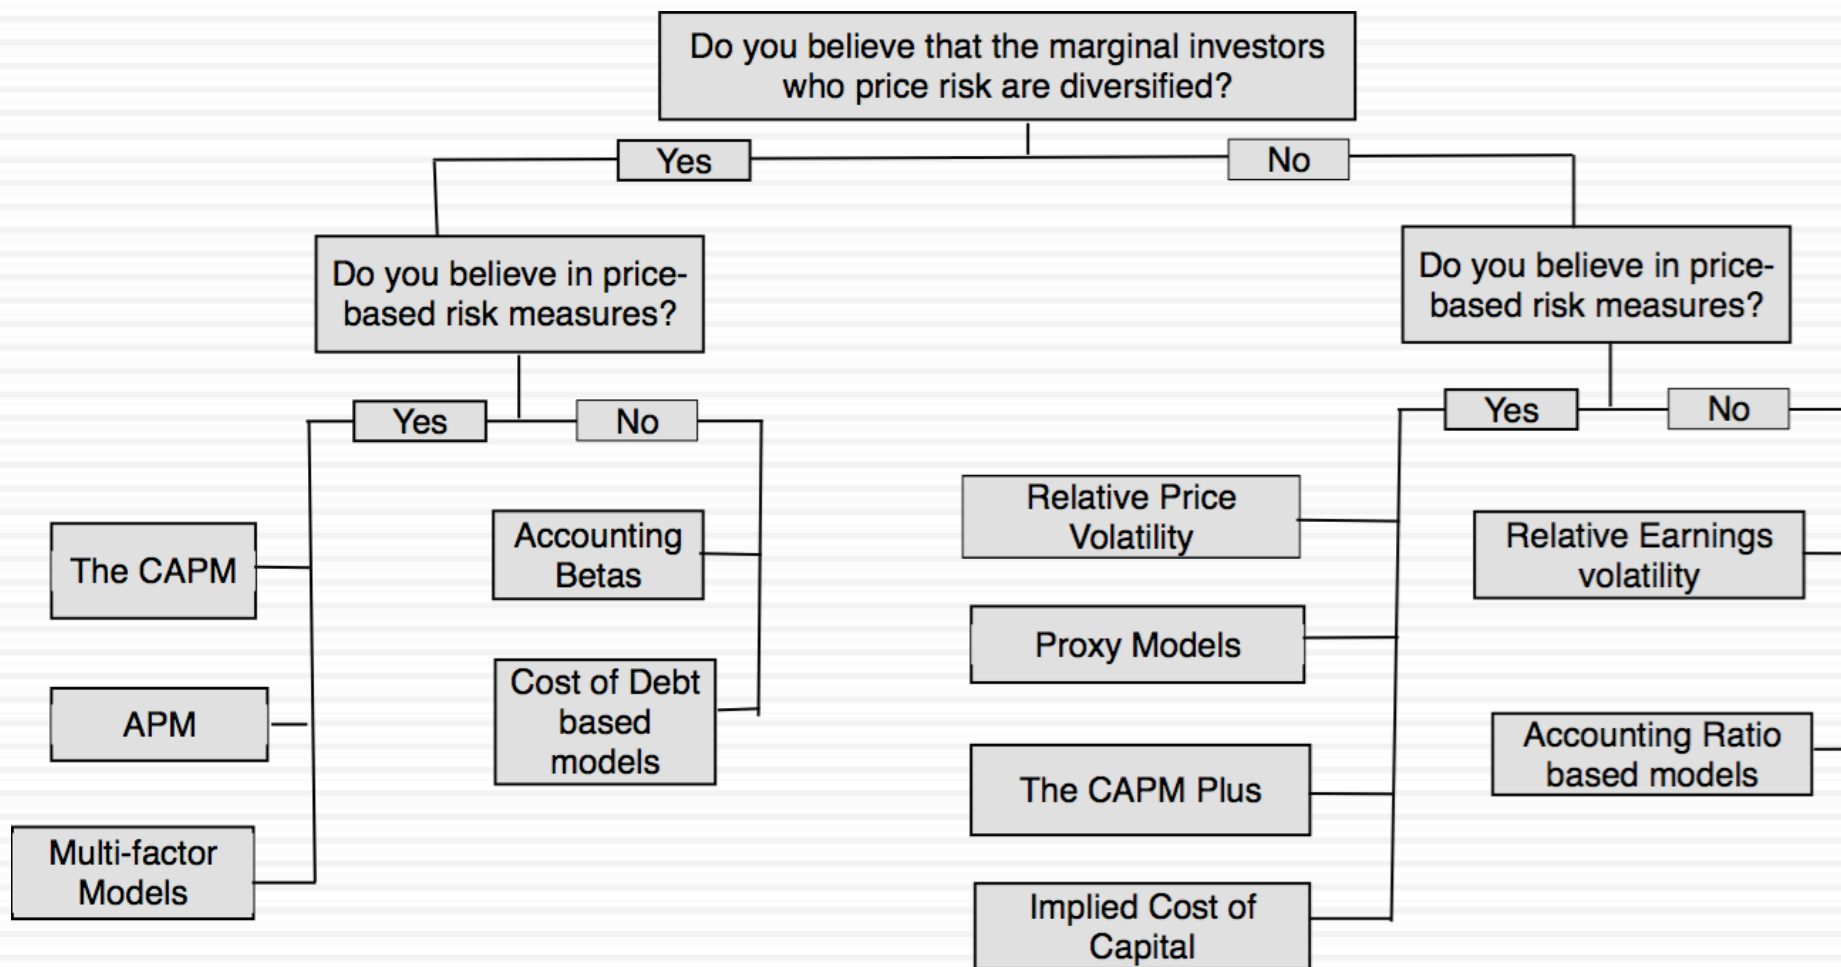 Do you believe that the marginal investors
who price risk are diversified?
Yes
No
Do you believe in price-
based risk measures?
Do you believe in price-
based risk measures?
Yes
No
Yes
No
The CAPM
APM
Multi-factor
Models
Accounting
Betas
Cost of Debt
based
models
Relative Price
Volatility
Proxy Models
The CAPM Plus
Implied Cost of
Capital
Relative Earnings
volatility
Accounting Ratio
based models